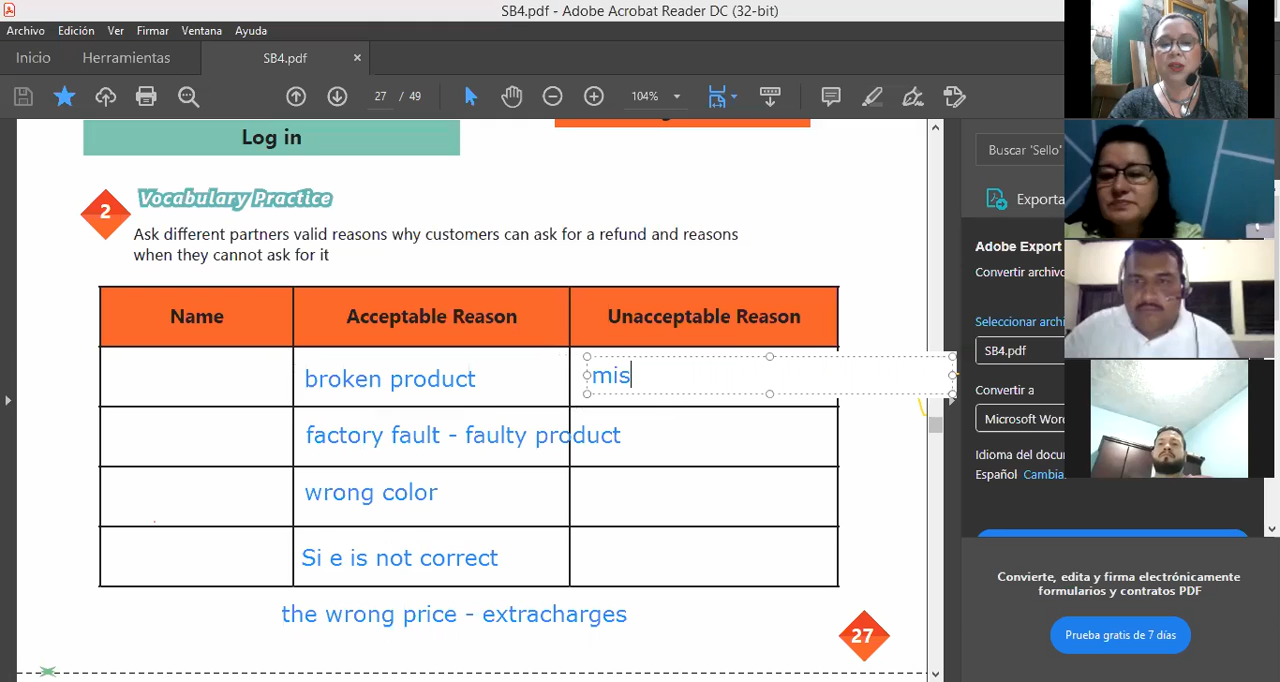 SB4.pdf - Adobe Acrobat Reader DC (32-bit)
Archivo Edición Ver Firmar Ventana Ayuda
Inicio Herramientas SB4.pdf ×
27 / 49 104%
Log in
Buscar 'Sello'
2 Vocabulary Practice
Exporta
Ask different partners valid reasons why customers can ask for a refund and reasons
when they cannot ask for it
Adobe Export
Convertir archivo
Name Acceptable Reason Unacceptable Reason
Seleccionar archi
SB4.pdf
broken product mis
Convertir a
Microsoft Word
factory fault - faulty product
Idioma del docum
Español Cambia
wrong color
Si e is not correct
Convierte, edita y firma electrónicamente
formularios y contratos PDF
the wrong price - extracharges
27
Prueba gratis de 7 días